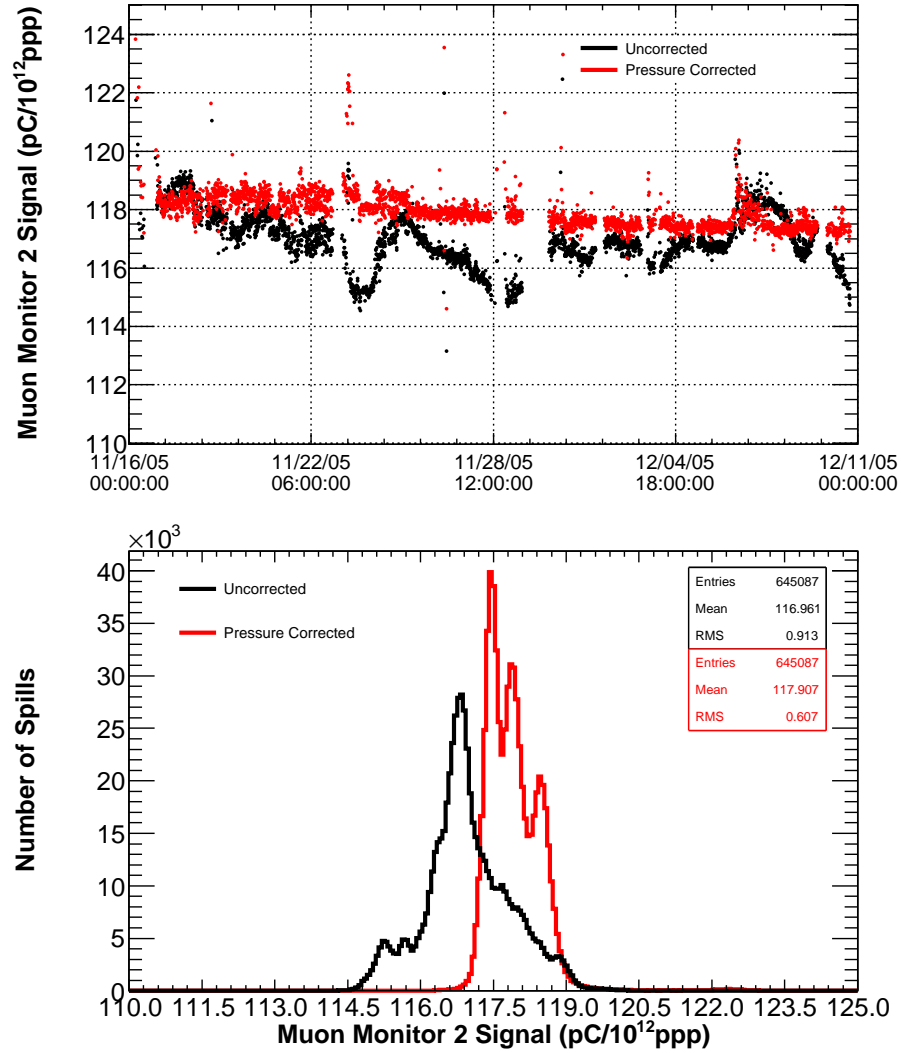 Muon Monitor 2 Signal (pC/10¹²ppp)
124
122
120
118
116
114
112
110
Uncorrected
Pressure Corrected
11/16/05 11/22/05 11/28/05 12/04/05 12/11/05
00:00:00 06:00:00 12:00:00 18:00:00 00:00:00
×10³
Number of Spills
40
35
30
25
20
15
10
5
0
Uncorrected
Pressure Corrected
Entries 645087
Mean 116.961
RMS 0.913
Entries 645087
Mean 117.907
RMS 0.607
110.0 111.5 113.0 114.5 116.0 117.5 119.0 120.5 122.0 123.5 125.0
Muon Monitor 2 Signal (pC/10¹²ppp)